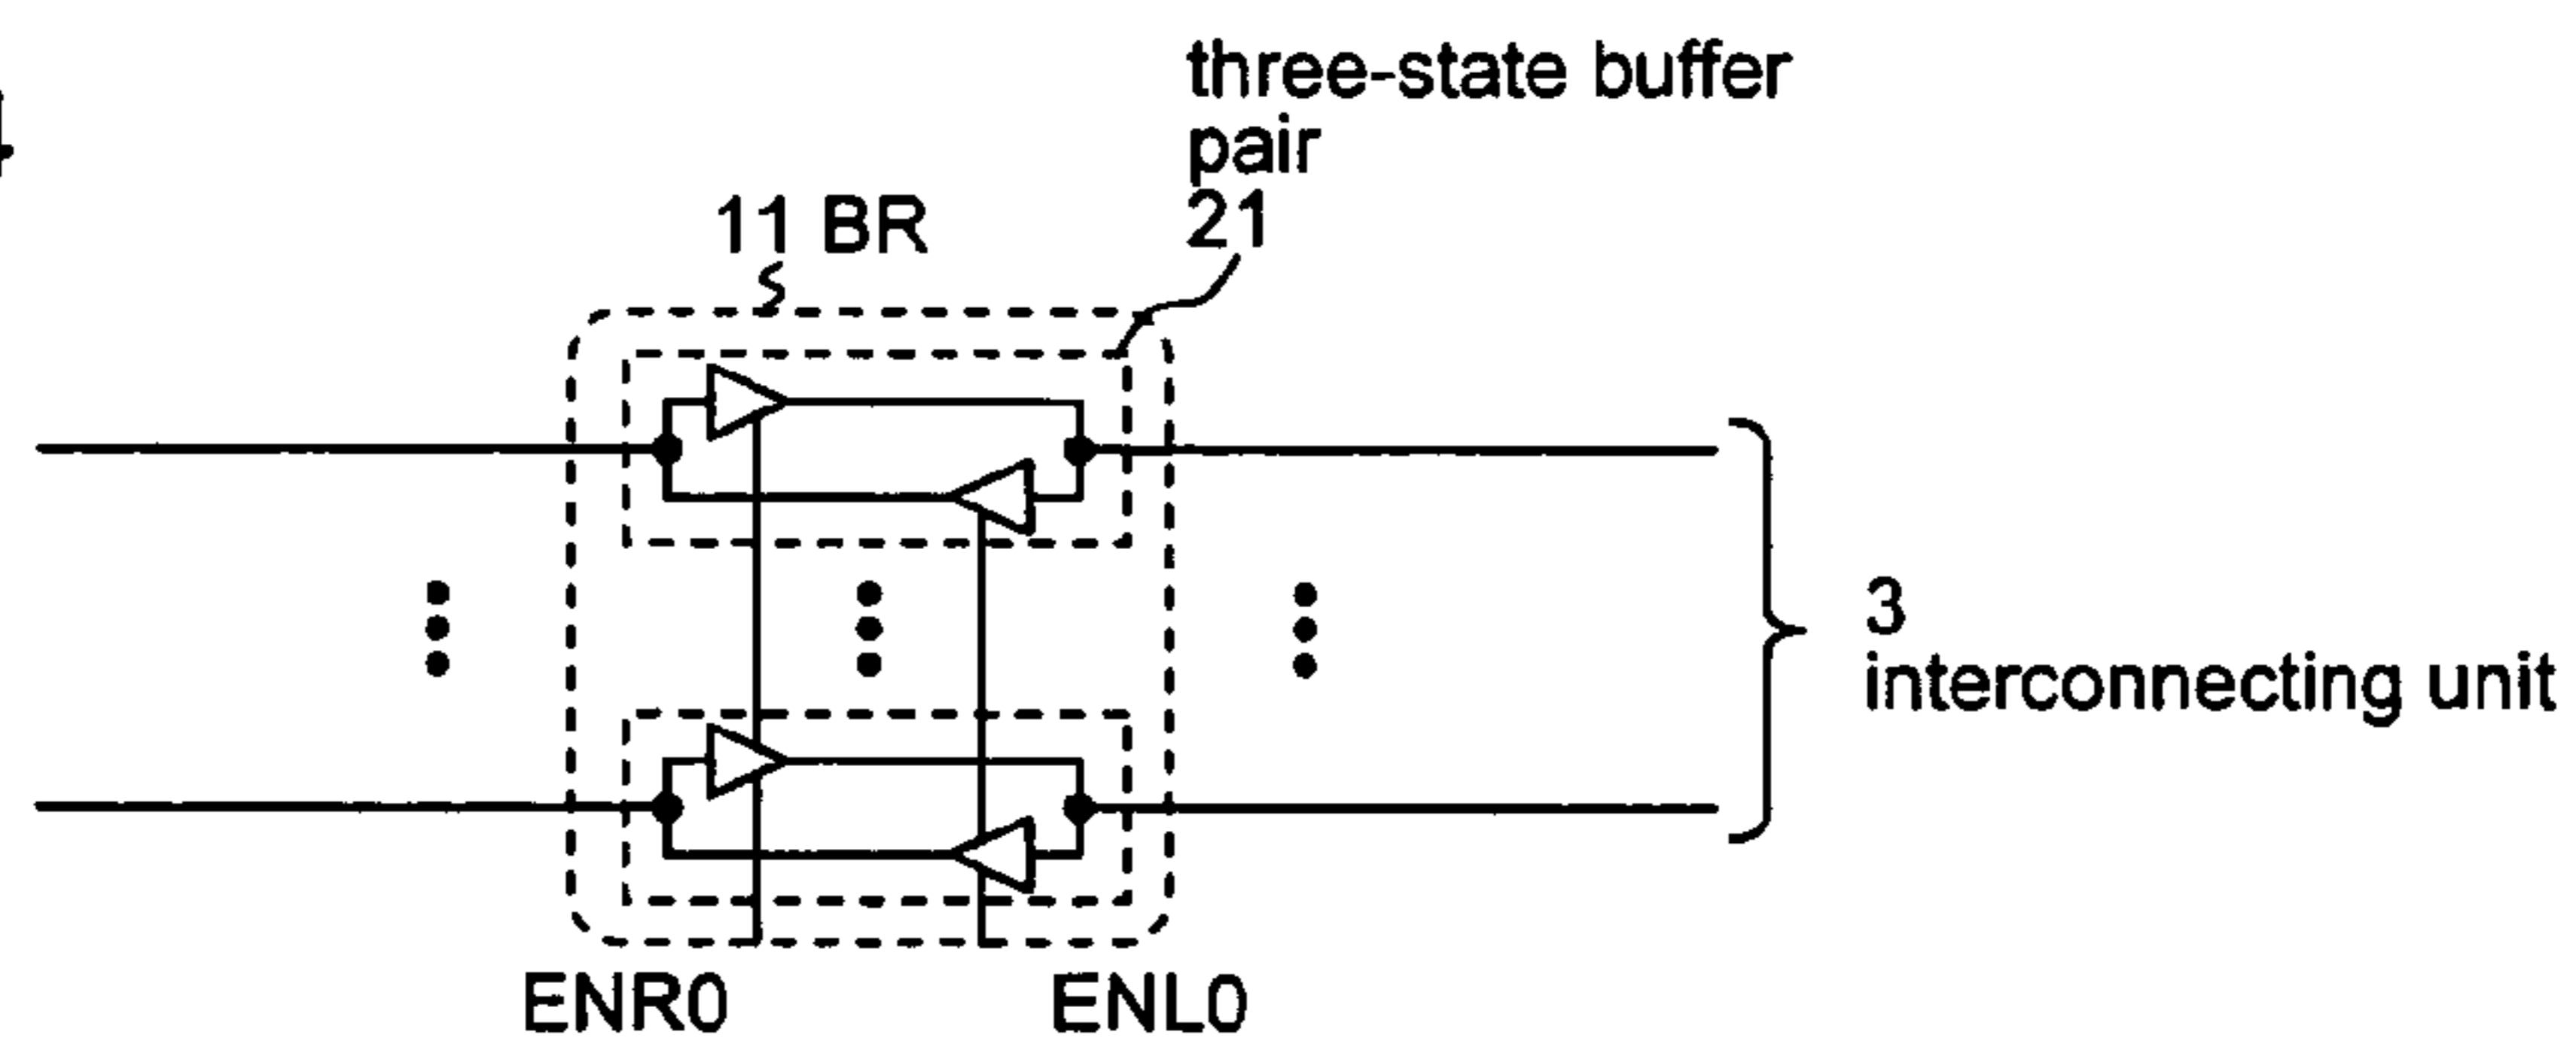 three-state buffer
pair
21
11 BR
3
interconnecting unit
ENR0
ENL0